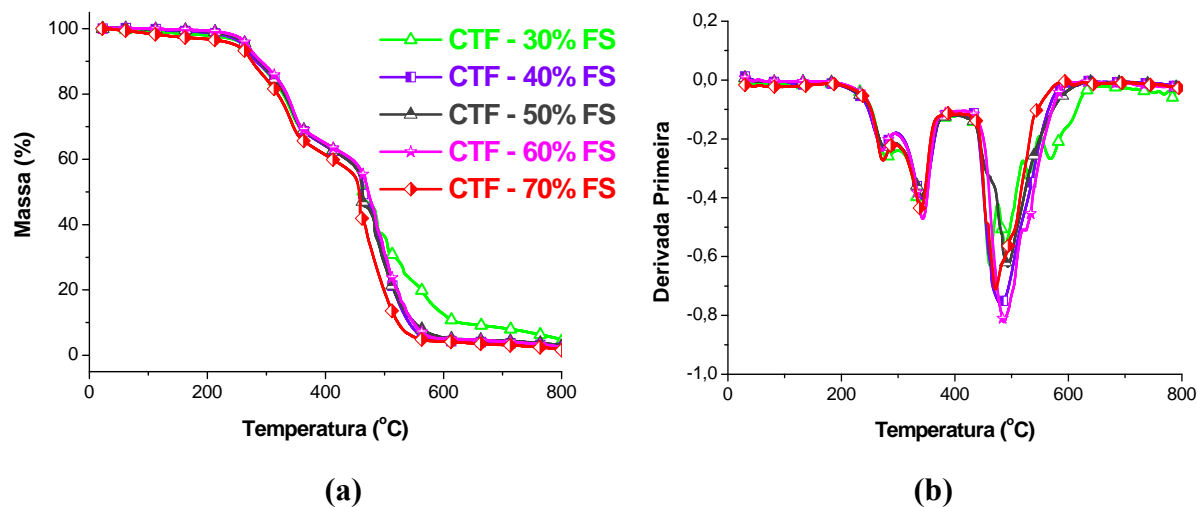 100
80
60
40
20
0
Massa (%)
0
200
400
600
800
Temperatura (°C)
CTF - 30% FS
CTF - 40% FS
CTF - 50% FS
CTF - 60% FS
CTF - 70% FS
(a)
0,2
0,0
-0,2
-0,4
-0,6
-0,8
-1,0
Derivada Primeira
0
200
400
600
800
Temperatura (°C)
(b)